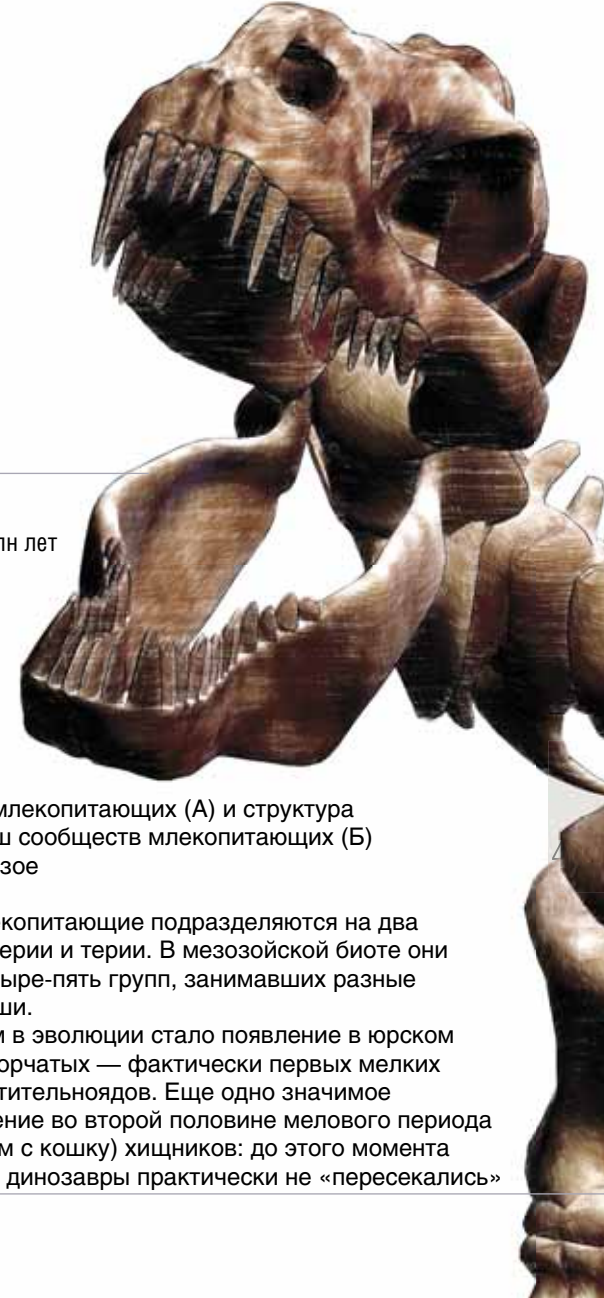 лн лет
млекопитающих (А) и структура
ш сообществ млекопитающих (Б)
зое
копитающие подразделяются на два
ерии и терии. В мезозойской биоте они
ыре-пять групп, занимавших разные
ши.
м в эволюции стало появление в юрском
орчатых — фактически первых мелких
тительноядов. Еще одно значимое
ение во второй половине мелового периода
м с кошку) хищников: до этого момента
динозавры практически не «пересекались»